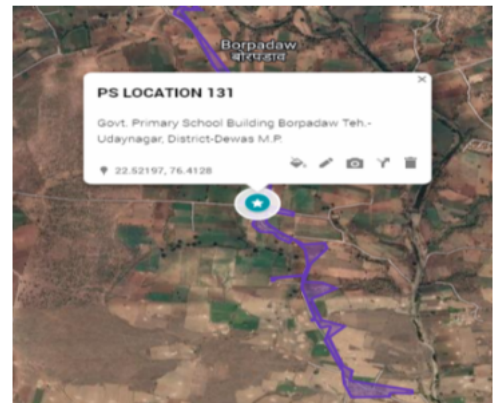 Borpadaw
बोरपडाव
PS LOCATION 131
Govt. Primary School Building Borpadaw Teh.-
Udaynagar, District-Dewas M.P.
22.52197, 76.4128